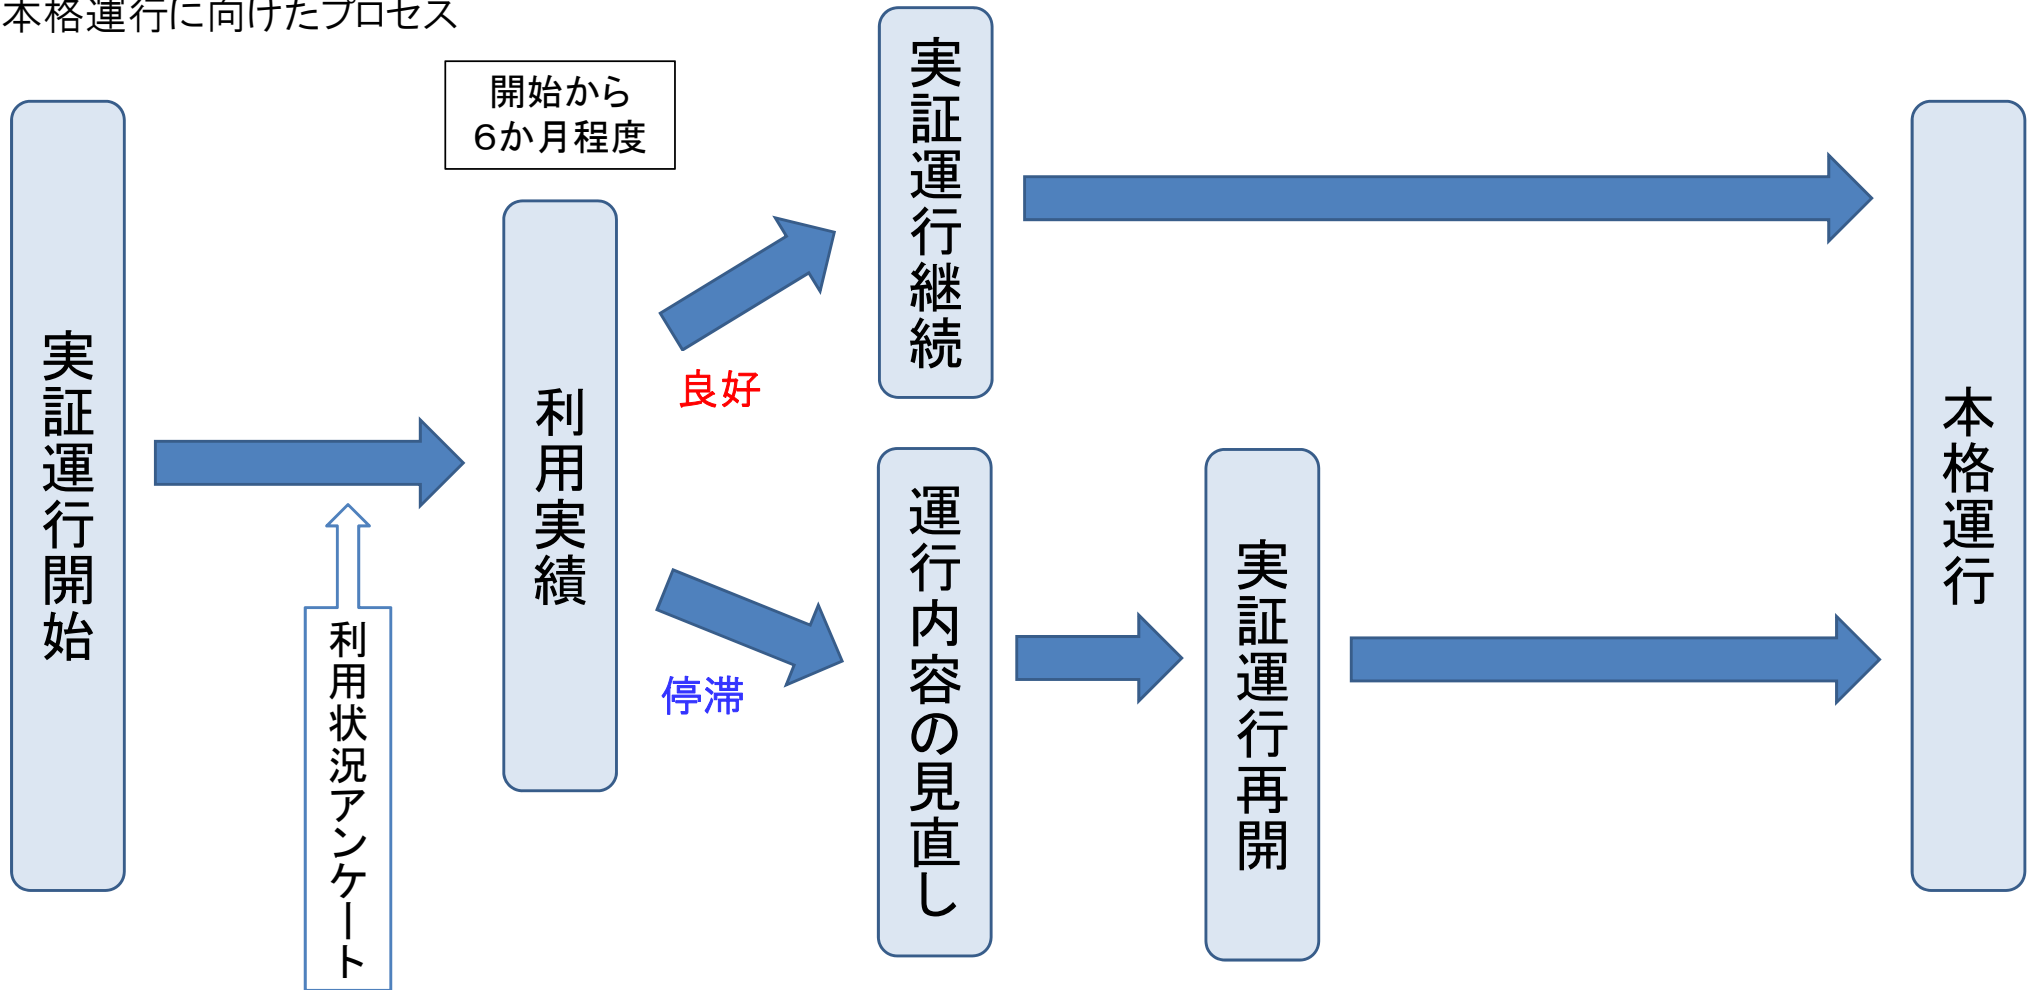 本格運行に向けたプロセス
実証運行開始
利用状況アンケート
開始から
６か月程度
利用実績
良好
停滞
実証運行継続
運行内容の見直し
実証運行再開
本格運行